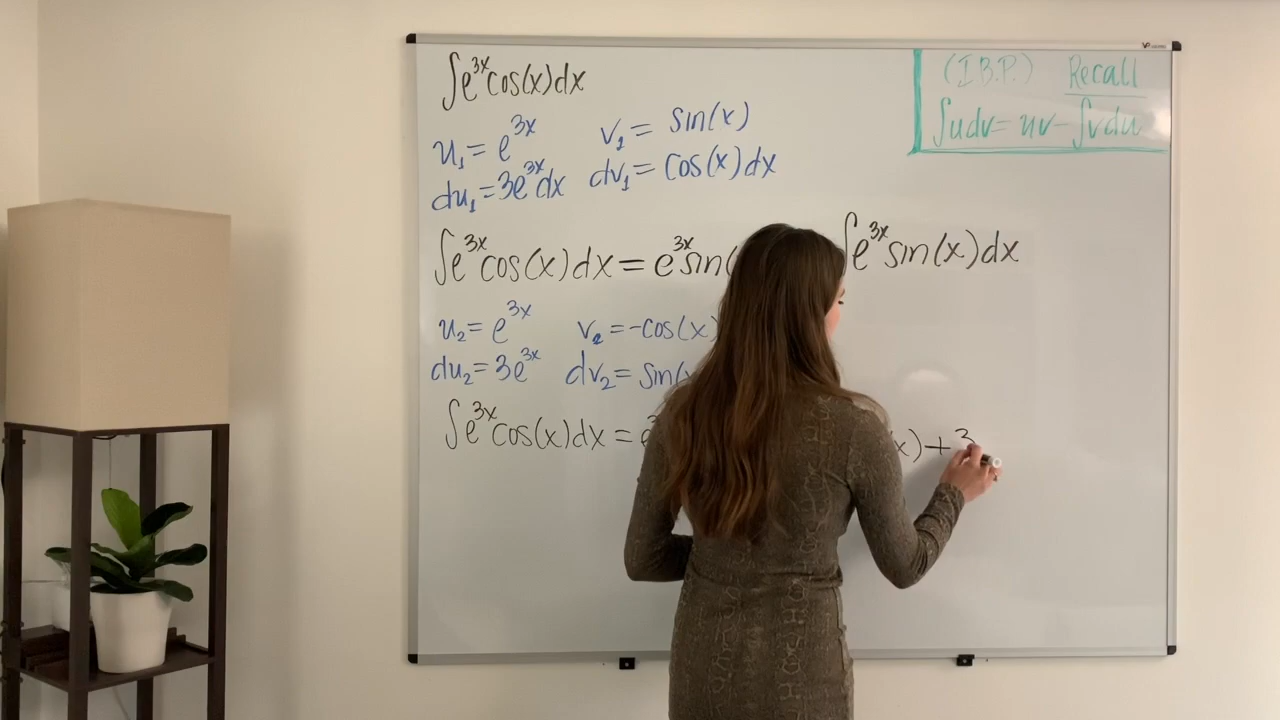 ∫e^3x cos(x)dx
(I.B.P.) Recall
∫udv = uv - ∫vdu
u₁ = e^3x v₁ = sin(x)
du₁ = 3e^3x dx dv₁ = cos(x)dx
∫e^3x cos(x)dx = e^3x sin( ∫e^3x sin(x)dx
u₂ = e^3x v₂ = -cos(x)
du₂ = 3e^3x dv₂ = sin(
∫e^3x cos(x)dx = e x) + 3